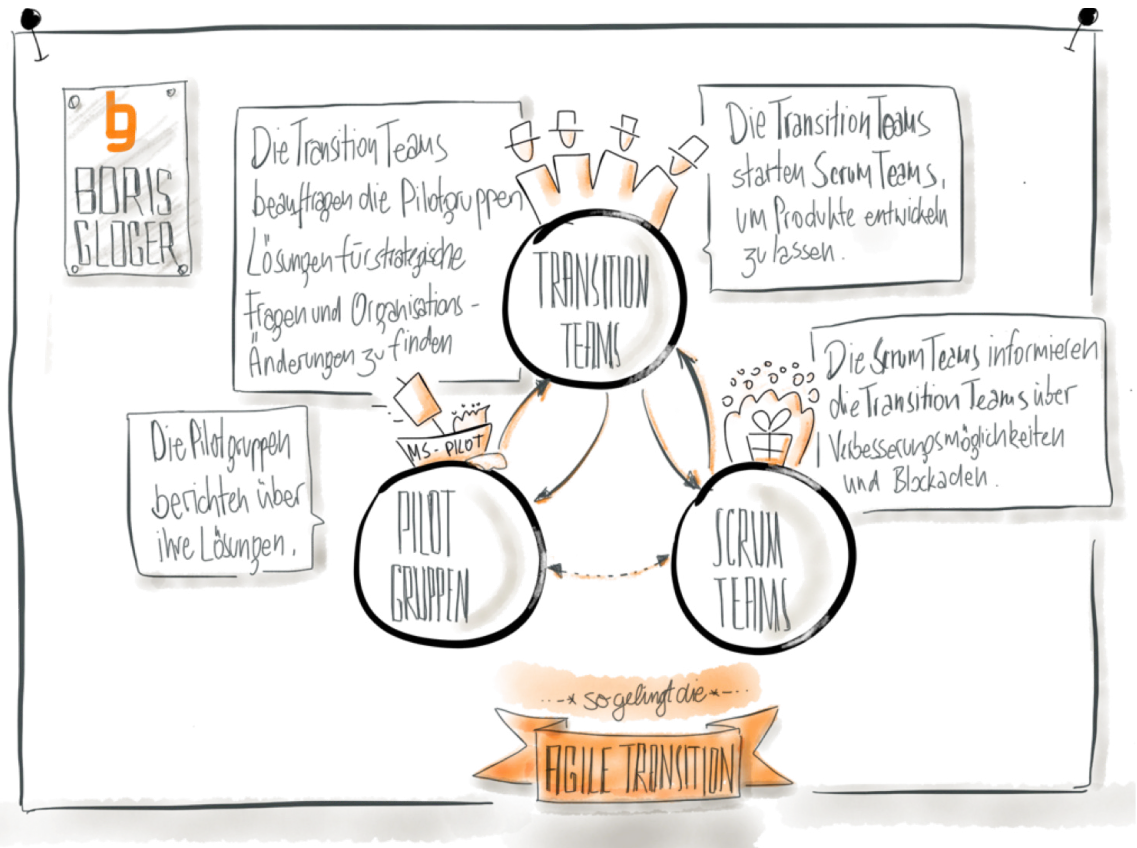 bg
BORIS
GLOGER
Die Transition Teams
beauftragen die Pilotgruppen
Lösungen für strategische
Fragen und Organisations-
Änderungen zu finden
Die Transition Teams
starten Scrum Teams,
um Produkte entwickeln
zu lassen.
TRANSITION
TEAMS
Die Scrum Teams informieren
die Transition Teams über
Verbesserungsmöglichkeiten
und Blockaden.
Die Pilotgruppen
berichten über
ihre Lösungen.
MS-PILOT
PILOT
GRUPPEN
SCRUM
TEAMS
so gelingt die
AGILE TRANSITION